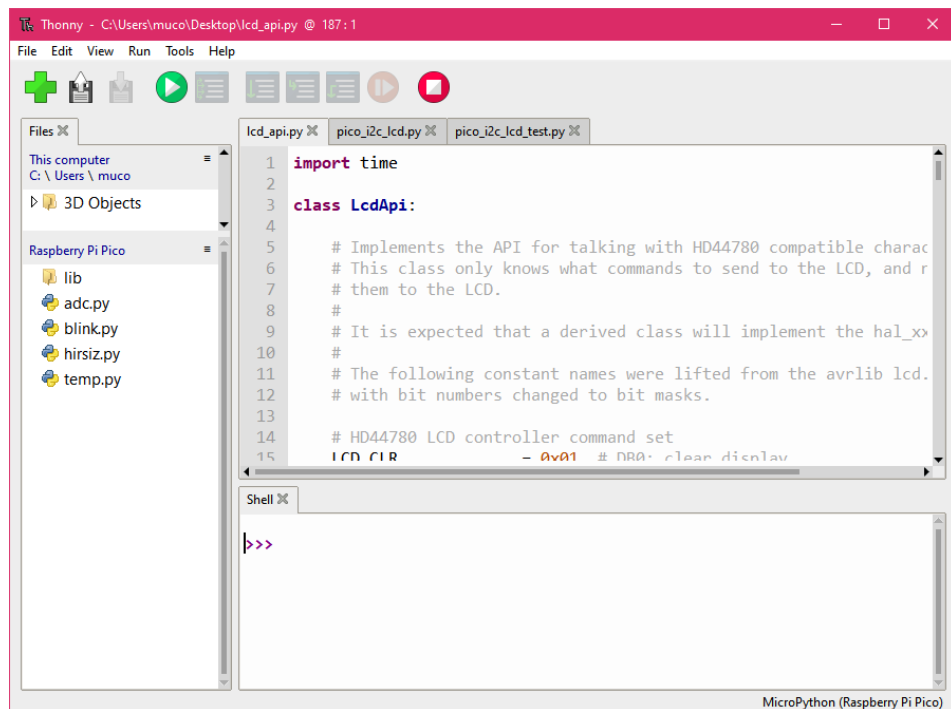 Thonny - C:\Users\muco\Desktop\lcd_api.py @ 187 : 1
File Edit View Run Tools Help
Files
This computer
C: \ Users \ muco
3D Objects
Raspberry Pi Pico
lib
adc.py
blink.py
hirsiz.py
temp.py
lcd_api.py pico_i2c_lcd.py pico_i2c_lcd_test.py
1 import time
2
3 class LcdApi:
4
5 # Implements the API for talking with HD44780 compatible charac
6 # This class only knows what commands to send to the LCD, and n
7 # them to the LCD.
8 #
9 # It is expected that a derived class will implement the hal_xx
10 #
11 # The following constant names were lifted from the avrlib lcd.
12 # with bit numbers changed to bit masks.
13
14 # HD44780 LCD controller command set
15 LCD_CLR = 0x01 # DB0: clear display
Shell
>>>
MicroPython (Raspberry Pi Pico)